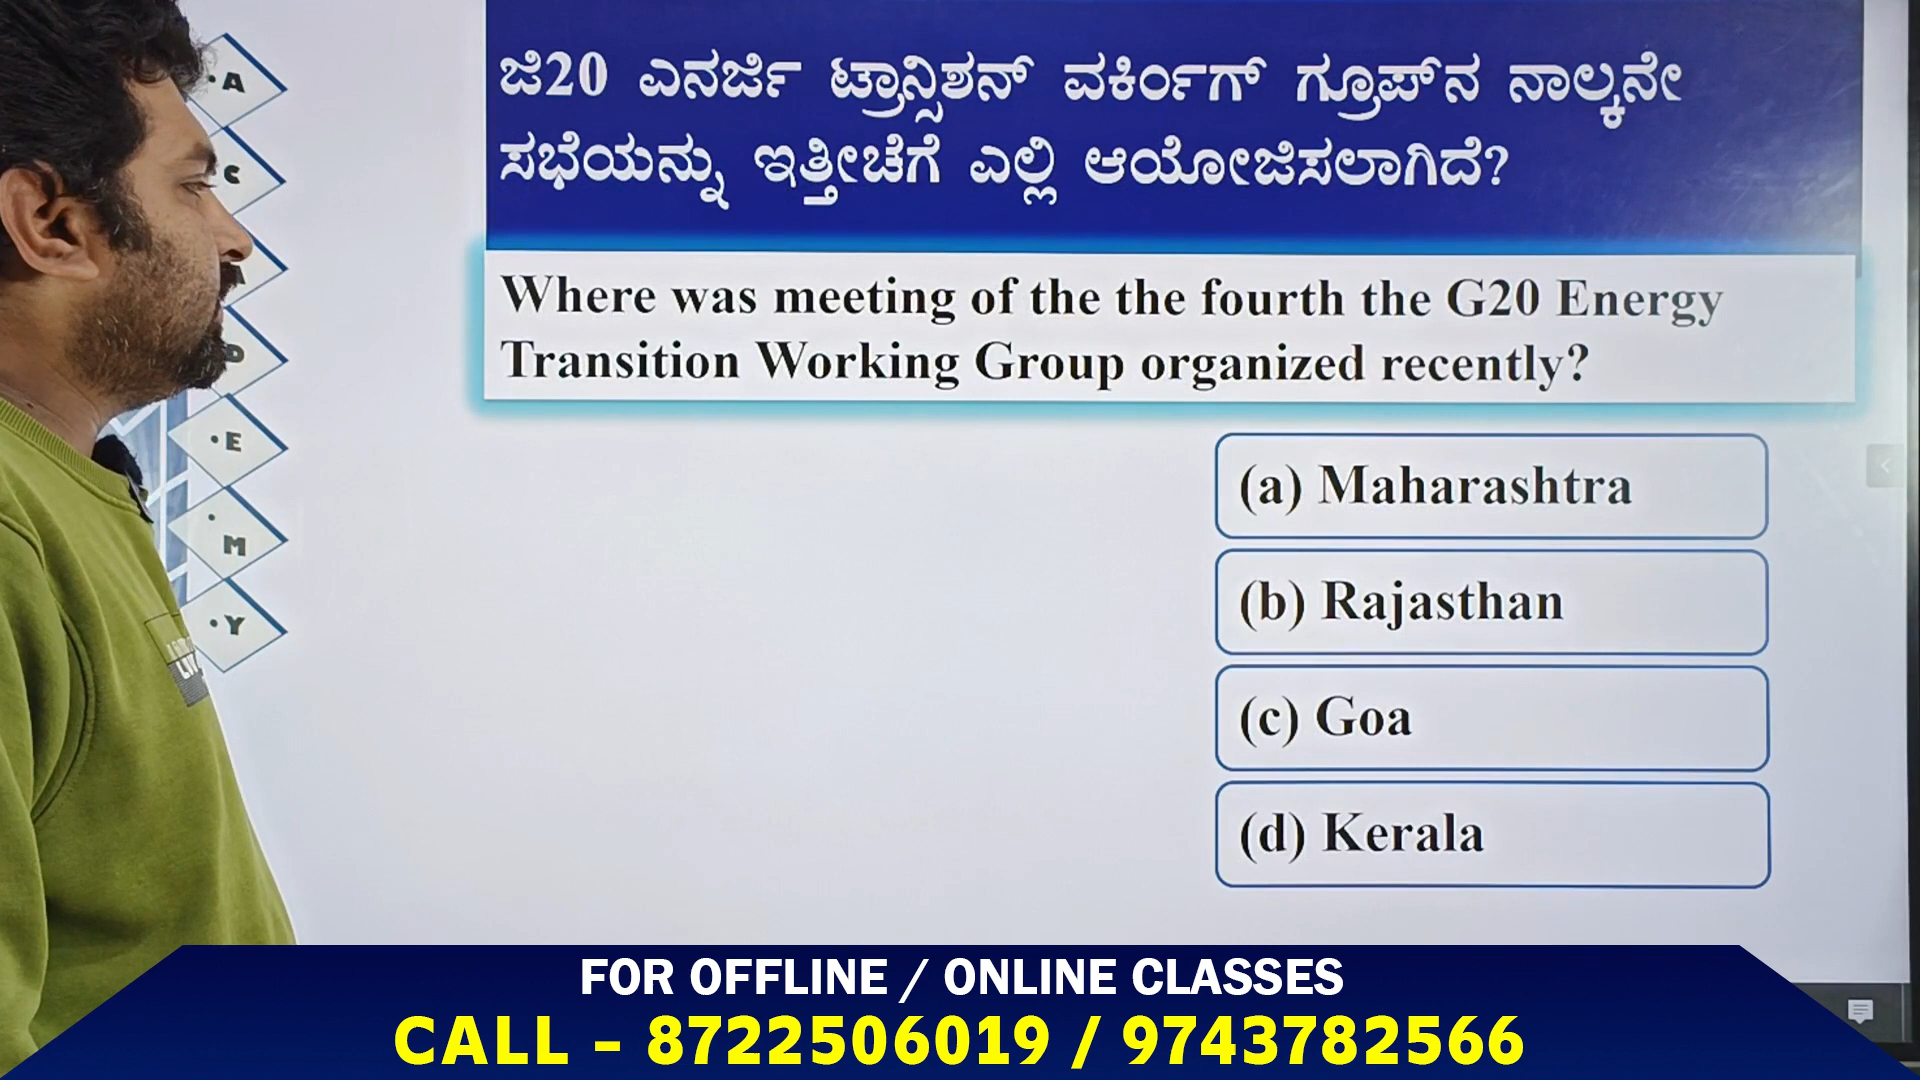 •A
C
A
D
•E
•M
•Y
ಜಿ20 ಎನರ್ಜಿ ಟ್ರಾನ್ಸಿಶನ್ ವರ್ಕಿಂಗ್ ಗ್ರೂಪ್‌ನ ನಾಲ್ಕನೇ
ಸಭೆಯನ್ನು ಇತ್ತೀಚೆಗೆ ಎಲ್ಲಿ ಆಯೋಜಿಸಲಾಗಿದೆ?
Where was meeting of the the fourth the G20 Energy
Transition Working Group organized recently?
(a) Maharashtra
(b) Rajasthan
(c) Goa
(d) Kerala
FOR OFFLINE / ONLINE CLASSES
CALL – 8722506019 / 9743782566